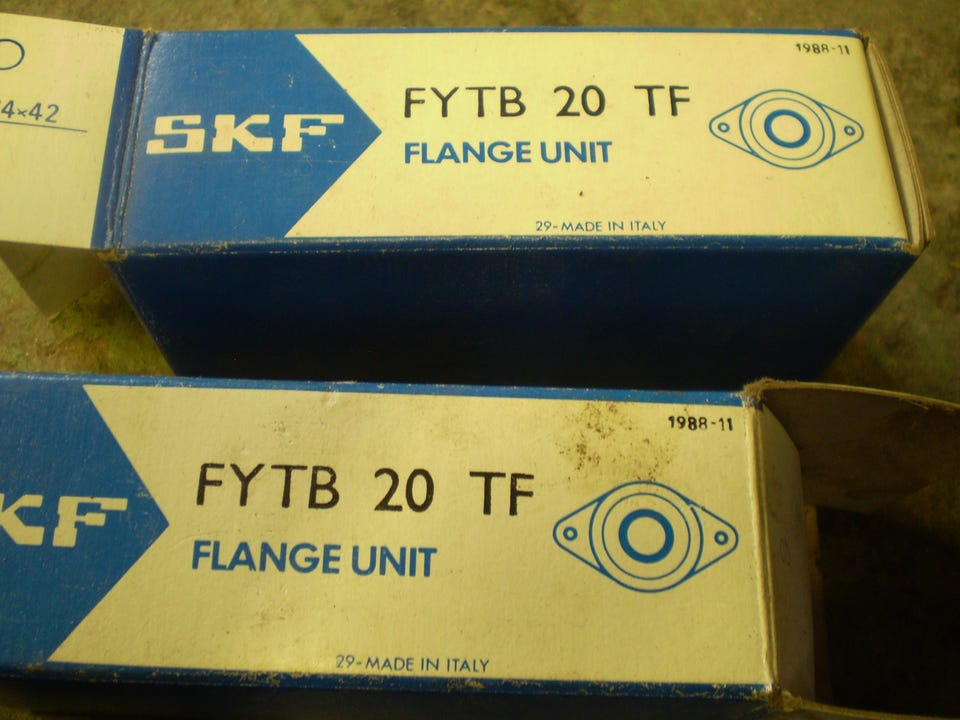 4×42
SKF
1988-11
FYTB 20 TF
FLANGE UNIT
29-MADE IN ITALY
KF
1988-11
FYTB 20 TF
FLANGE UNIT
29-MADE IN ITALY